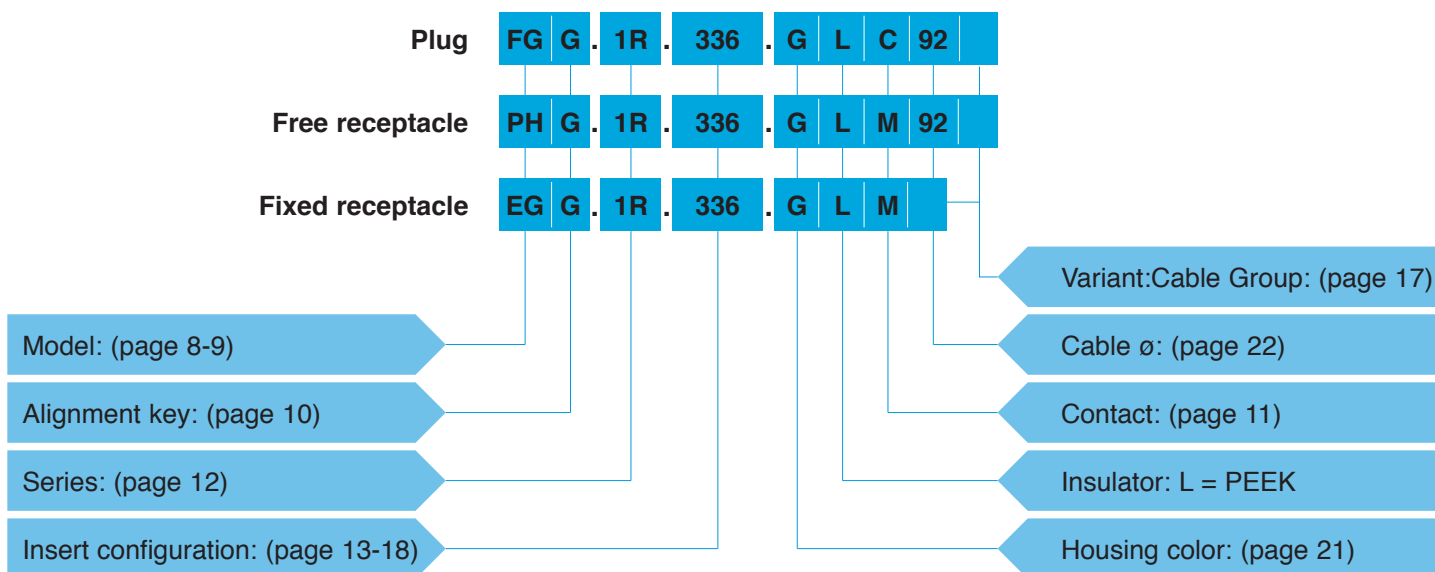 Plug FG G . 1R . 336 . G L C 92
Free receptacle PH G . 1R . 336 . G L M 92
Fixed receptacle EG G . 1R . 336 . G L M
Variant:Cable Group: (page 17)
Model: (page 8-9)
Cable ø: (page 22)
Alignment key: (page 10)
Contact: (page 11)
Series: (page 12)
Insulator: L = PEEK
Insert configuration: (page 13-18)
Housing color: (page 21)